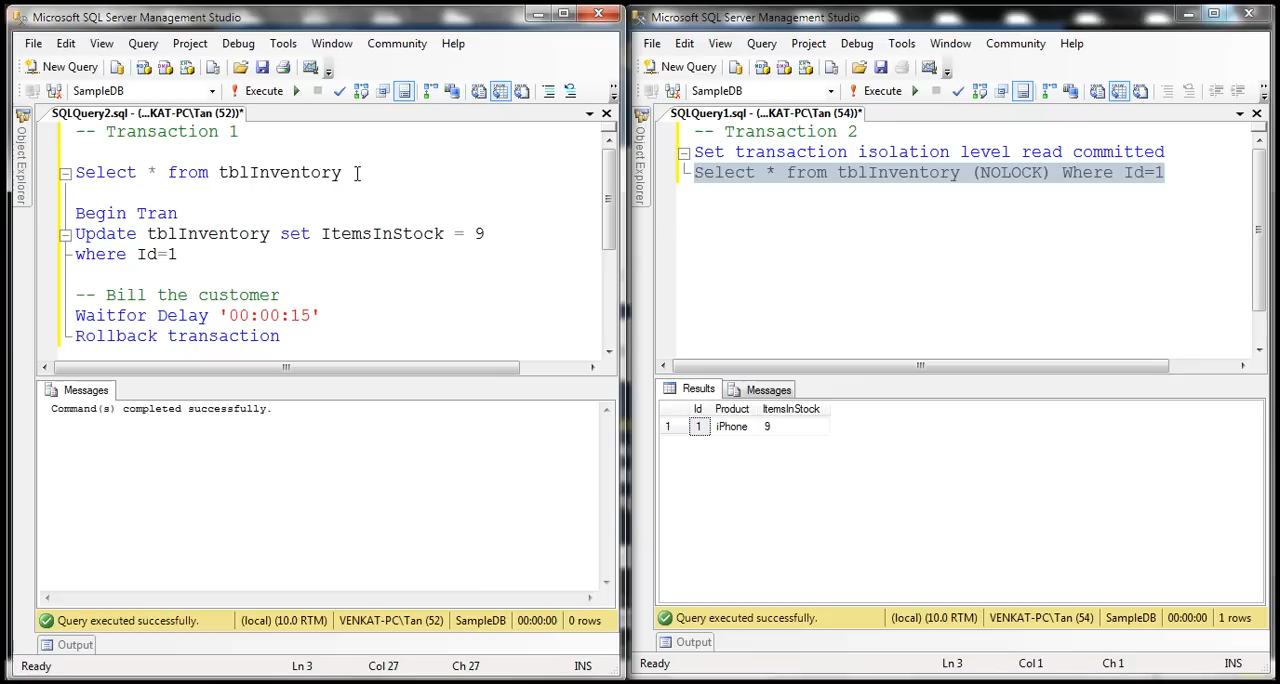 Microsoft SQL Server Management Studio
File Edit View Query Project Debug Tools Window Community Help
New Query
SampleDB Execute
SQLQuery2.sql - (...KAT-PC\Tan (52))*
Object Explorer
-- Transaction 1
Select * from tblInventory
Begin Tran
Update tblInventory set ItemsInStock = 9
where Id=1
-- Bill the customer
Waitfor Delay '00:00:15'
Rollback transaction
Messages
Command(s) completed successfully.
Query executed successfully. (local) (10.0 RTM) VENKAT-PC\Tan (52) SampleDB 00:00:00 0 rows
Output
Ready Ln 3 Col 27 Ch 27 INS
Microsoft SQL Server Management Studio
File Edit View Query Project Debug Tools Window Community Help
New Query
SampleDB Execute
SQLQuery1.sql - (...KAT-PC\Tan (54))*
Object Explorer
-- Transaction 2
Set transaction isolation level read committed
Select * from tblInventory (NOLOCK) Where Id=1
Results Messages
Id Product ItemsInStock
1 1 iPhone 9
Query executed successfully. (local) (10.0 RTM) VENKAT-PC\Tan (54) SampleDB 00:00:00 1 rows
Output
Ready Ln 3 Col 1 Ch 1 INS